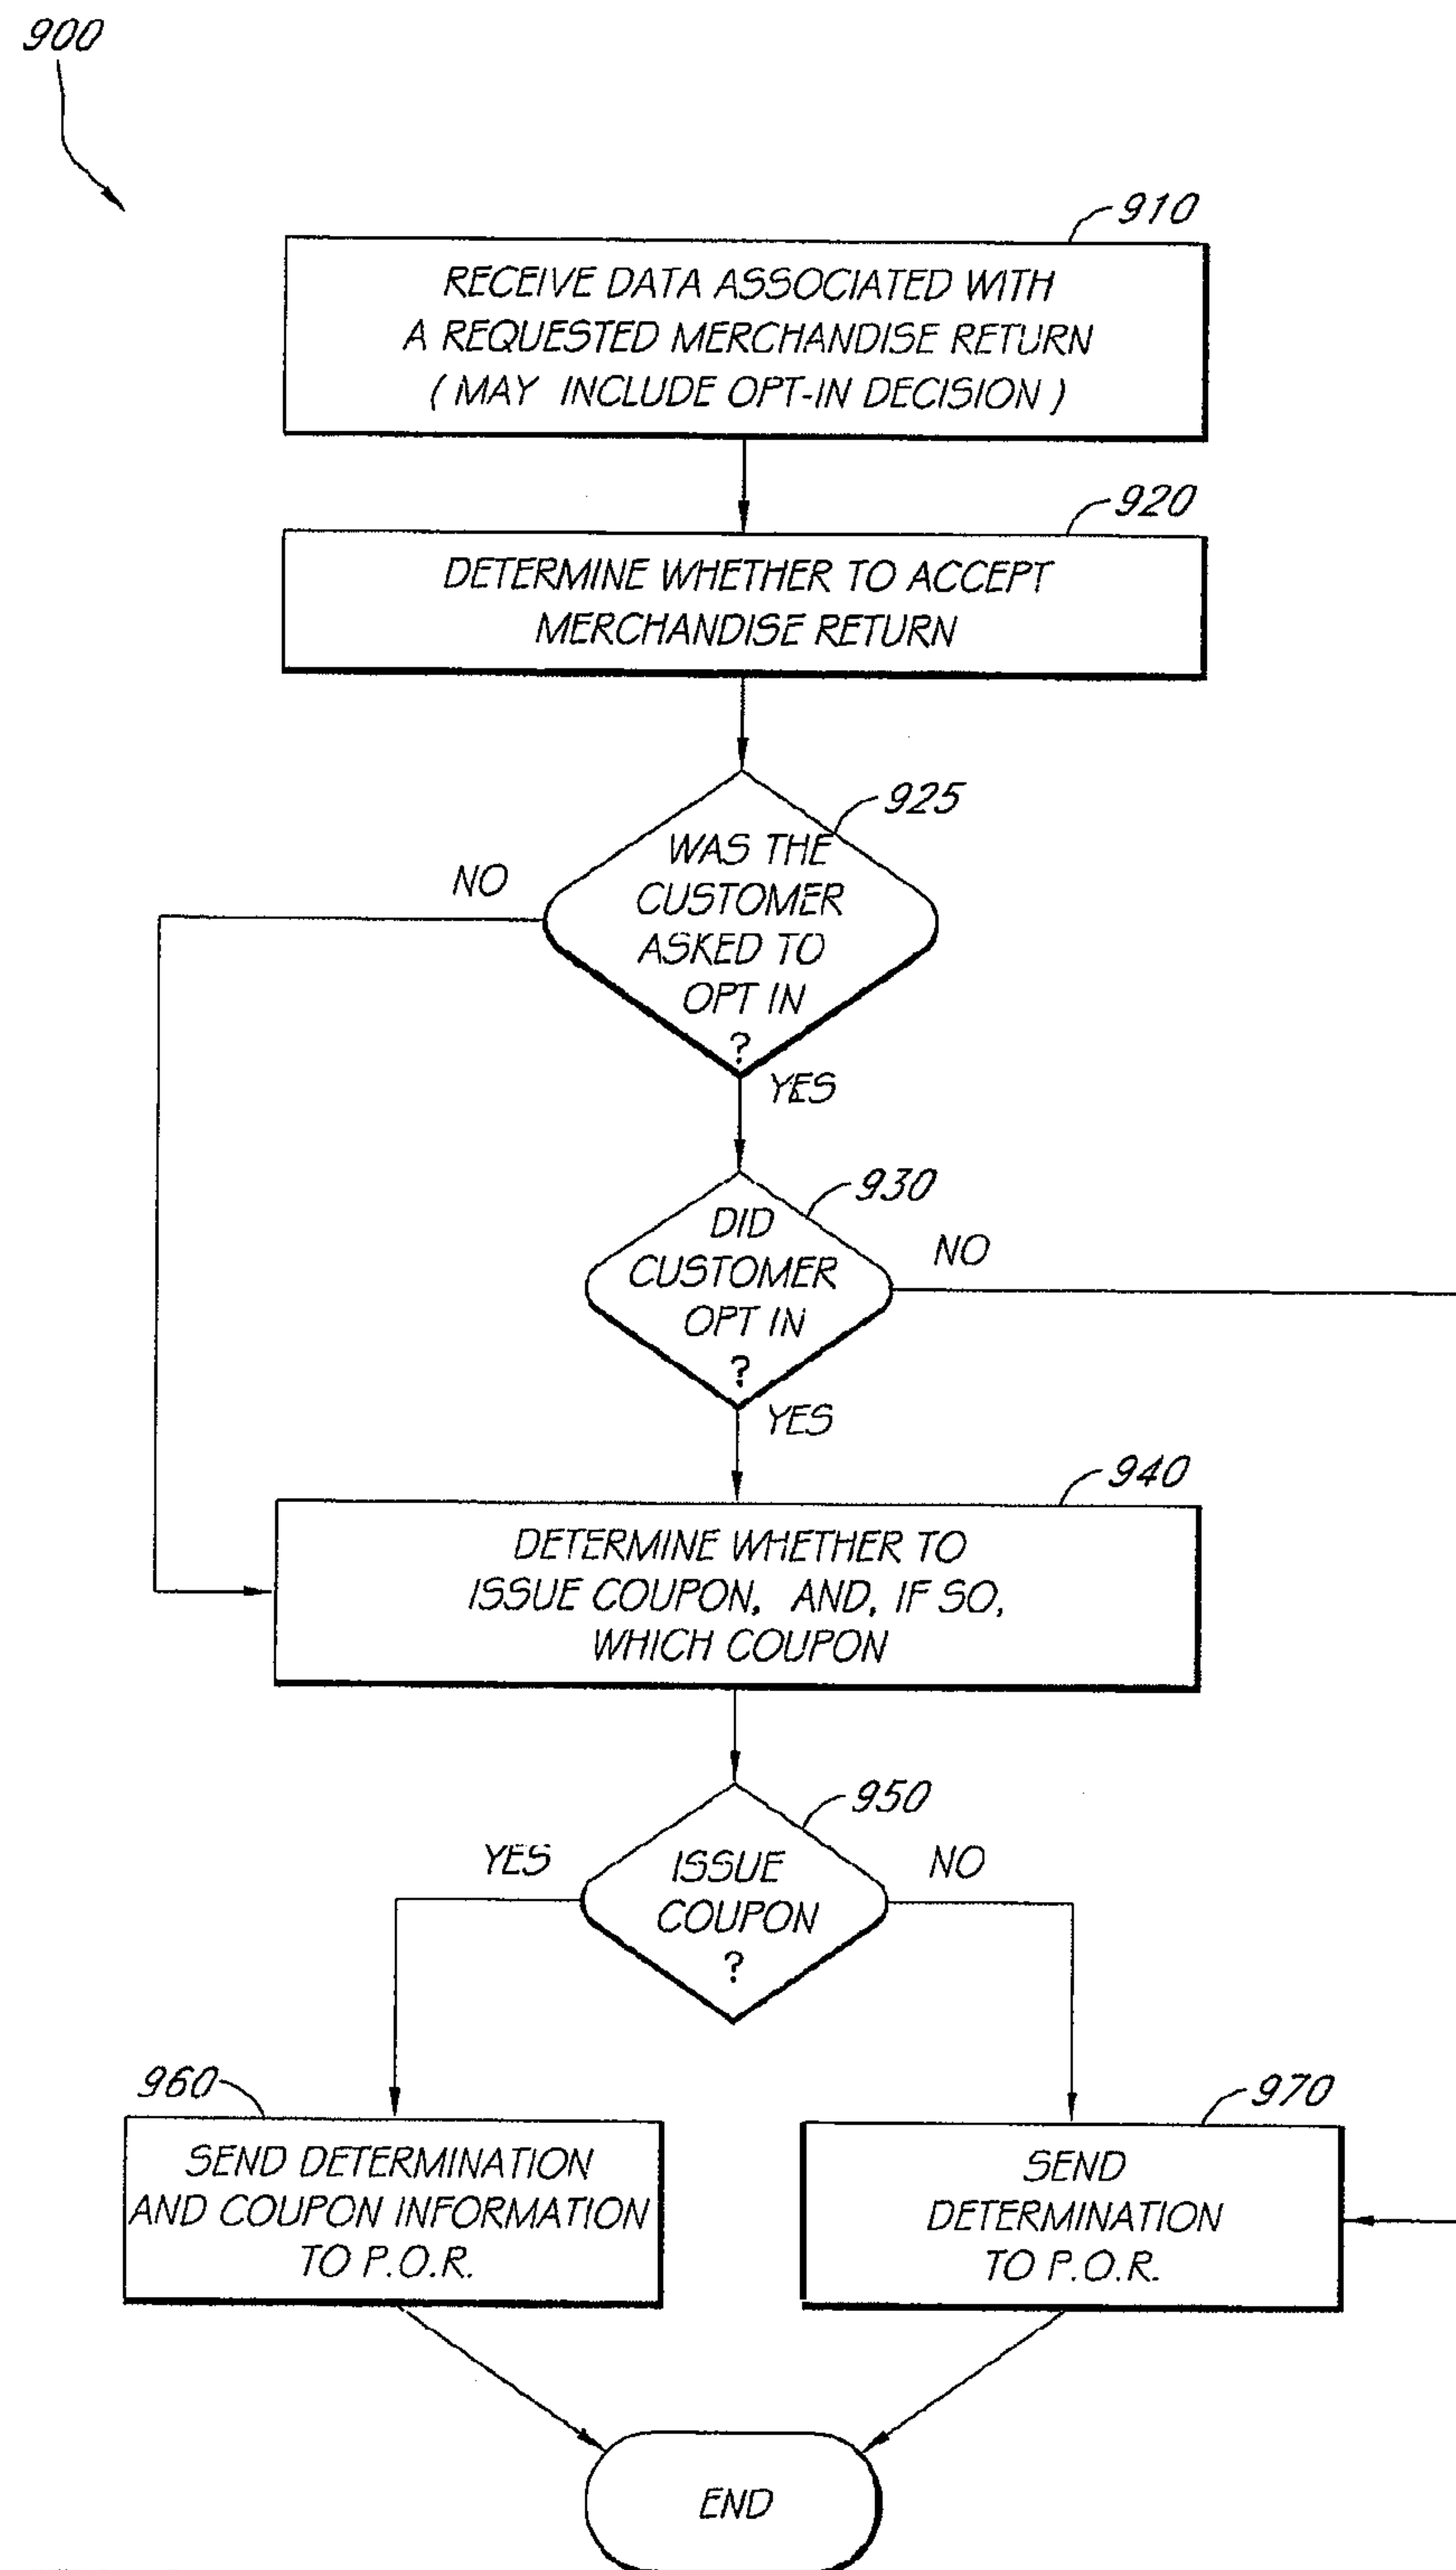 900
910
RECEIVE DATA ASSOCIATED WITH
A REQUESTED MERCHANDISE RETURN
( MAY INCLUDE OPT-IN DECISION )
920
DETERMINE WHETHER TO ACCEPT
MERCHANDISE RETURN
925
WAS THE
CUSTOMER
ASKED TO
OPT IN
?
NO
YES
930
DID
CUSTOMER
OPT IN
?
NO
YES
940
DETERMINE WHETHER TO
ISSUE COUPON, AND, IF SO,
WHICH COUPON
950
ISSUE
COUPON
?
YES
NO
960
SEND DETERMINATION
AND COUPON INFORMATION
TO P.O.R.
970
SEND
DETERMINATION
TO P.O.R.
END